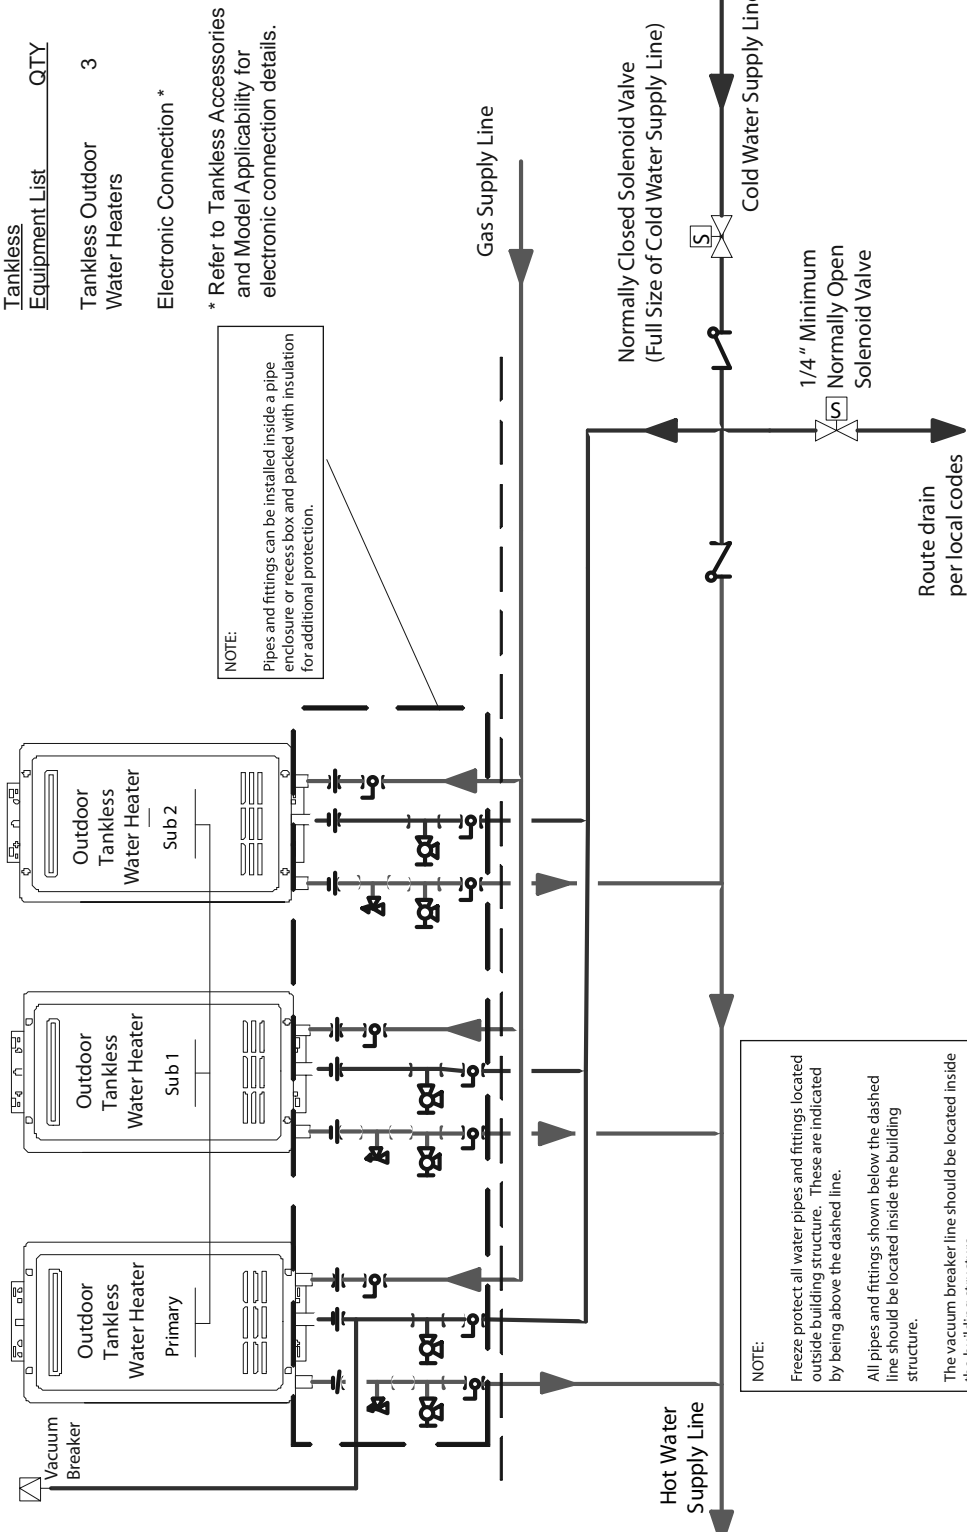 Tankless
Equipment List QTY
Tankless Outdoor 3
Water Heaters
Electronic Connection *
* Refer to Tankless Accessories
and Model Applicability for
electronic connection details.
NOTE:
Pipes and fittings can be installed inside a pipe
enclosure or recess box and packed with insulation
for additional protection.
Vacuum
Breaker
Outdoor
Tankless
Water Heater
Primary
Outdoor
Tankless
Water Heater
Sub1
Outdoor
Tankless
Water Heater
Sub 2
Gas Supply Line
Normally Closed Solenoid Valve
(Full Size of Cold Water Supply Line)
S
Cold Water Supply Line
1/4 " Minimum
Normally Open
Solenoid Valve
S
Route drain
per local codes
Hot Water
Supply Line
NOTE:
Freeze protect all water pipes and fittings located
outside building structure. These are indicated
by being above the dashed line.
All pipes and fittings shown below the dashed
line should be located inside the building
structure.
The vacuum breaker line should be located inside